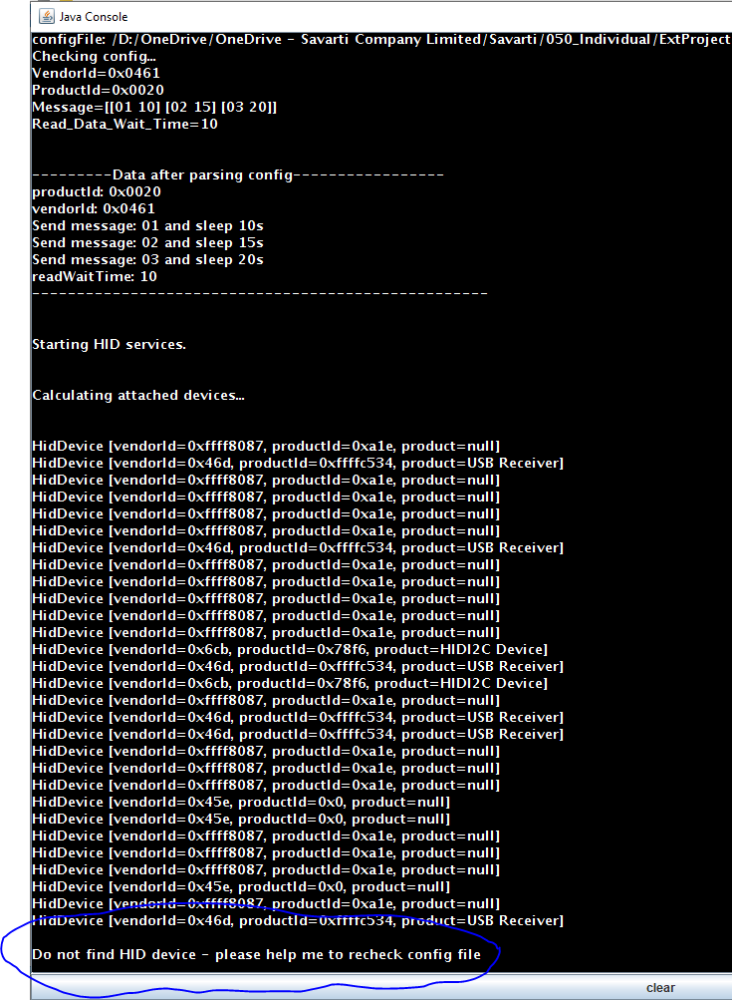 Java Console
configFile: /D:/OneDrive/OneDrive - Savarti Company Limited/Savarti/050_Individual/ExtProject
Checking config...
VendorId=0x0461
ProductId=0x0020
Message=[[01 10] [02 15] [03 20]]
Read_Data_Wait_Time=10
---------Data after parsing config-----------------
productId: 0x0020
vendorId: 0x0461
Send message: 01 and sleep 10s
Send message: 02 and sleep 15s
Send message: 03 and sleep 20s
readWaitTime: 10
---------------------------------------------------
Starting HID services.
Calculating attached devices...
HidDevice [vendorId=0xffff8087, productId=0xa1e, product=null]
HidDevice [vendorId=0x46d, productId=0xffffc534, product=USB Receiver]
HidDevice [vendorId=0xffff8087, productId=0xa1e, product=null]
HidDevice [vendorId=0xffff8087, productId=0xa1e, product=null]
HidDevice [vendorId=0xffff8087, productId=0xa1e, product=null]
HidDevice [vendorId=0xffff8087, productId=0xa1e, product=null]
HidDevice [vendorId=0x46d, productId=0xffffc534, product=USB Receiver]
HidDevice [vendorId=0xffff8087, productId=0xa1e, product=null]
HidDevice [vendorId=0xffff8087, productId=0xa1e, product=null]
HidDevice [vendorId=0xffff8087, productId=0xa1e, product=null]
HidDevice [vendorId=0xffff8087, productId=0xa1e, product=null]
HidDevice [vendorId=0xffff8087, productId=0xa1e, product=null]
HidDevice [vendorId=0x6cb, productId=0x78f6, product=HIDI2C Device]
HidDevice [vendorId=0x46d, productId=0xffffc534, product=USB Receiver]
HidDevice [vendorId=0x6cb, productId=0x78f6, product=HIDI2C Device]
HidDevice [vendorId=0xffff8087, productId=0xa1e, product=null]
HidDevice [vendorId=0x46d, productId=0xffffc534, product=USB Receiver]
HidDevice [vendorId=0x46d, productId=0xffffc534, product=USB Receiver]
HidDevice [vendorId=0xffff8087, productId=0xa1e, product=null]
HidDevice [vendorId=0xffff8087, productId=0xa1e, product=null]
HidDevice [vendorId=0xffff8087, productId=0xa1e, product=null]
HidDevice [vendorId=0x45e, productId=0x0, product=null]
HidDevice [vendorId=0x45e, productId=0x0, product=null]
HidDevice [vendorId=0xffff8087, productId=0xa1e, product=null]
HidDevice [vendorId=0xffff8087, productId=0xa1e, product=null]
HidDevice [vendorId=0xffff8087, productId=0xa1e, product=null]
HidDevice [vendorId=0x45e, productId=0x0, product=null]
HidDevice [vendorId=0xffff8087, productId=0xa1e, product=null]
HidDevice [vendorId=0x46d, productId=0xffffc534, product=USB Receiver]
Do not find HID device - please help me to recheck config file
clear